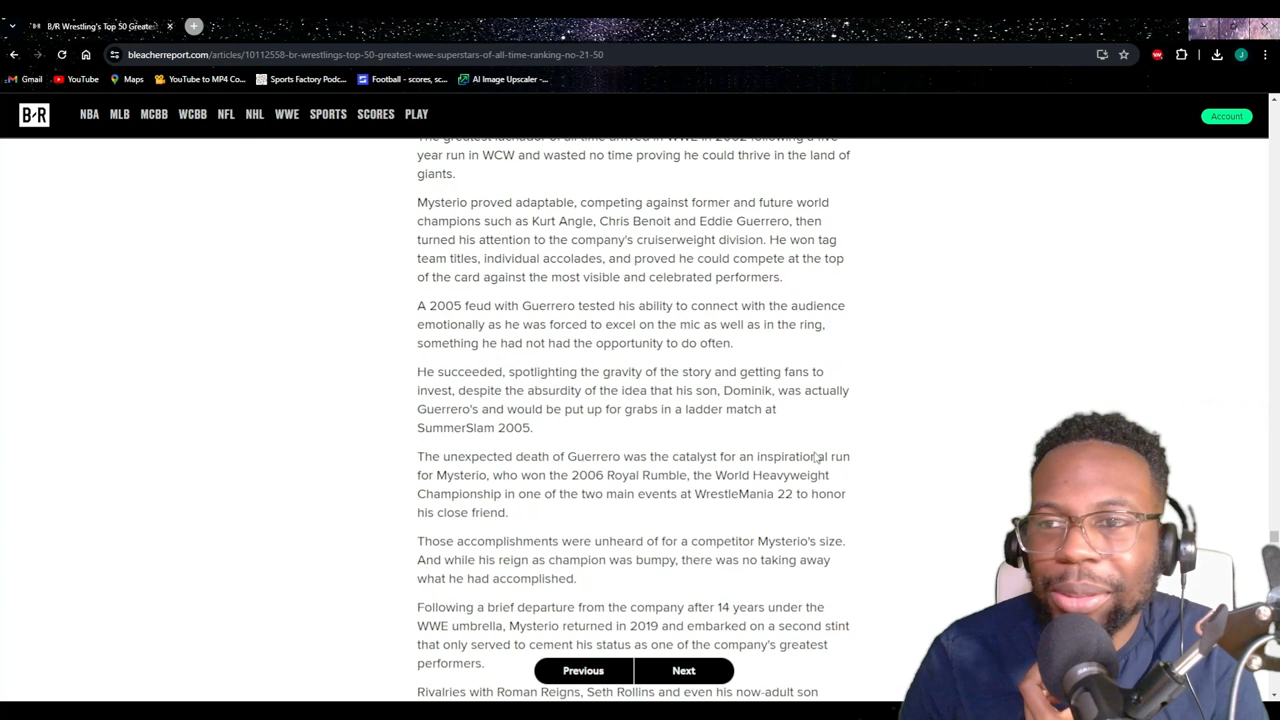 B/R Wrestling's Top 50 Greates
bleacherreport.com/articles/10112558-br-wrestlings-top-50-greatest-wwe-superstars-of-all-time-ranking-no-21-50
J
Gmail
YouTube
Maps
YouTube to MP4 Co...
Sports Factory Podc...
Football - scores, sc...
AI Image Upscaler -...
B/R
NBA
MLB
MCBB
WCBB
NFL
NHL
WWE
SPORTS
SCORES
PLAY
Account
The greatest luchador of all time arrived in WWE in 2002 following a five-
year run in WCW and wasted no time proving he could thrive in the land of
giants.
Mysterio proved adaptable, competing against former and future world
champions such as Kurt Angle, Chris Benoit and Eddie Guerrero, then
turned his attention to the company's cruiserweight division. He won tag
team titles, individual accolades, and proved he could compete at the top
of the card against the most visible and celebrated performers.
A 2005 feud with Guerrero tested his ability to connect with the audience
emotionally as he was forced to excel on the mic as well as in the ring,
something he had not had the opportunity to do often.
He succeeded, spotlighting the gravity of the story and getting fans to
invest, despite the absurdity of the idea that his son, Dominik, was actually
Guerrero's and would be put up for grabs in a ladder match at
SummerSlam 2005.
The unexpected death of Guerrero was the catalyst for an inspirational run
for Mysterio, who won the 2006 Royal Rumble, the World Heavyweight
Championship in one of the two main events at WrestleMania 22 to honor
his close friend.
Those accomplishments were unheard of for a competitor Mysterio's size.
And while his reign as champion was bumpy, there was no taking away
what he had accomplished.
Following a brief departure from the company after 14 years under the
WWE umbrella, Mysterio returned in 2019 and embarked on a second stint
that only served to cement his status as one of the company's greatest
performers.
Previous
Next
Rivalries with Roman Reigns, Seth Rollins and even his now-adult son